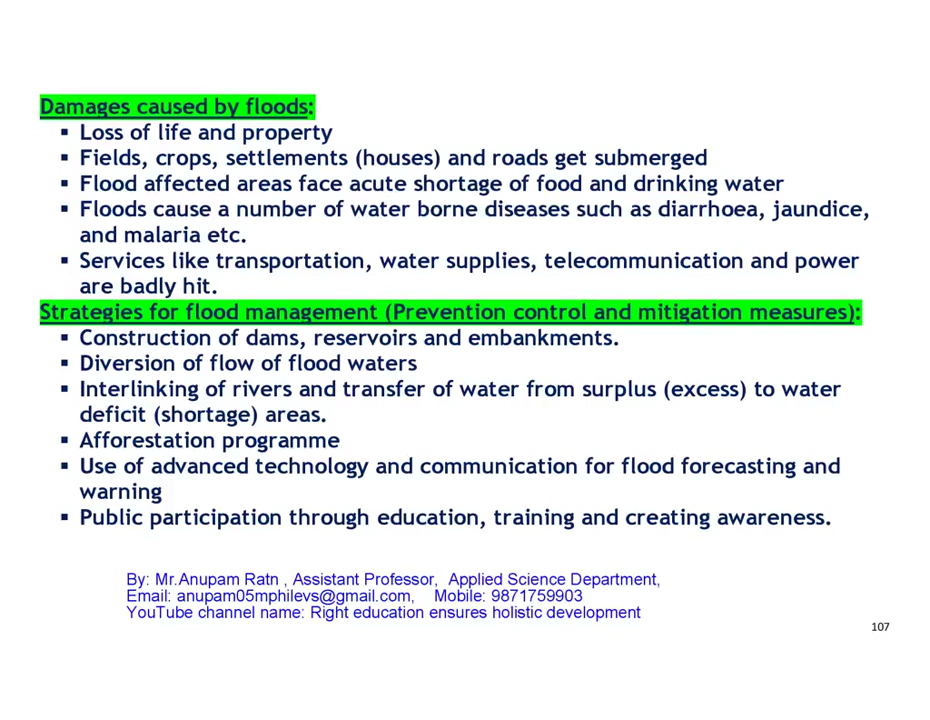 Damages caused by floods:
▪ Loss of life and property
▪ Fields, crops, settlements (houses) and roads get submerged
▪ Flood affected areas face acute shortage of food and drinking water
▪ Floods cause a number of water borne diseases such as diarrhoea, jaundice,
and malaria etc.
▪ Services like transportation, water supplies, telecommunication and power
are badly hit.
Strategies for flood management (Prevention control and mitigation measures):
▪ Construction of dams, reservoirs and embankments.
▪ Diversion of flow of flood waters
▪ Interlinking of rivers and transfer of water from surplus (excess) to water
deficit (shortage) areas.
▪ Afforestation programme
▪ Use of advanced technology and communication for flood forecasting and
warning
▪ Public participation through education, training and creating awareness.
By: Mr.Anupam Ratn , Assistant Professor, Applied Science Department,
Email: anupam05mphilevs@gmail.com, Mobile: 9871759903
YouTube channel name: Right education ensures holistic development
107